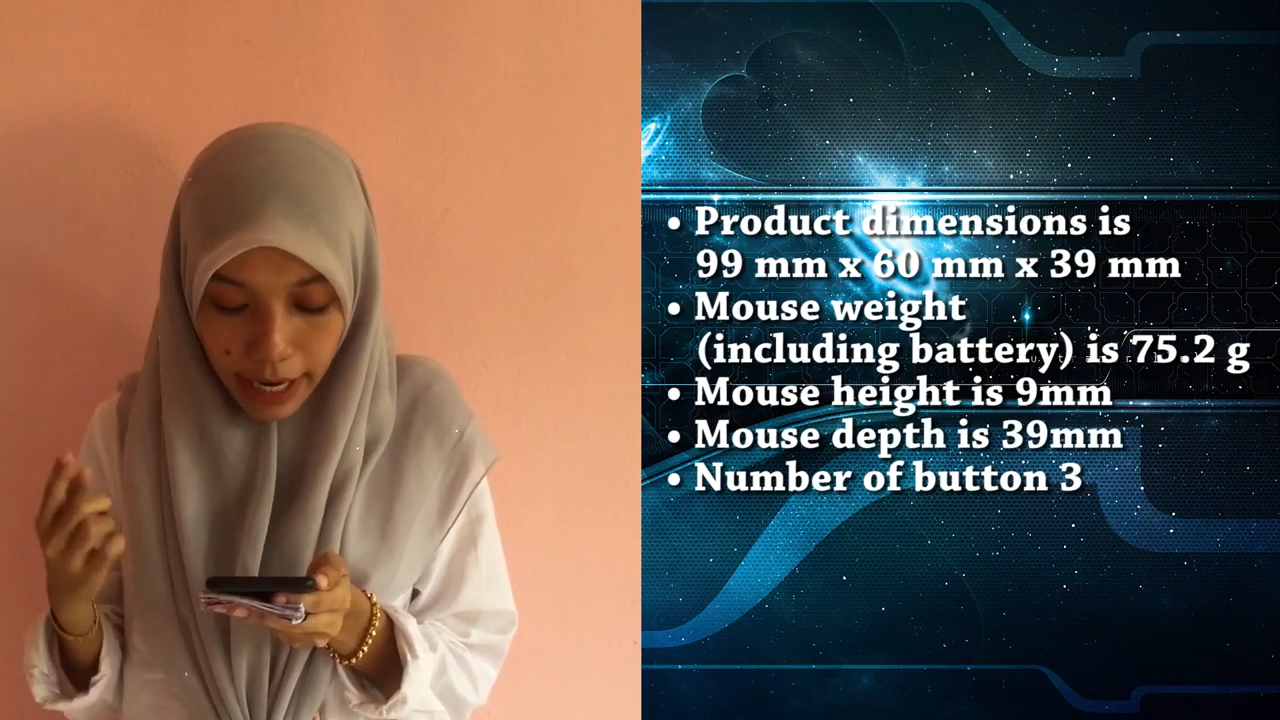 • Product dimensions is
99 mm x 60 mm x 39 mm
• Mouse weight
(including battery) is 75.2 g
• Mouse height is 9mm
• Mouse depth is 39mm
• Number of button 3